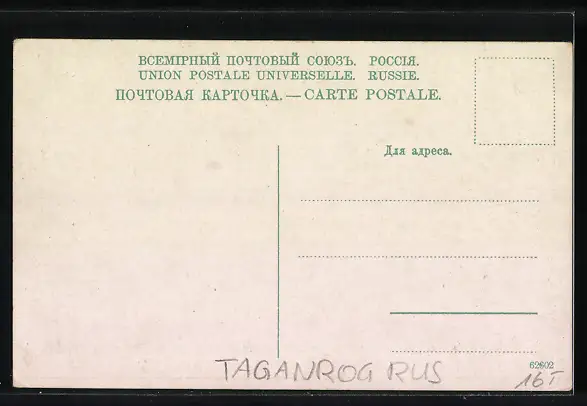 ВСЕМІРНЫЙ ПОЧТОВЫЙ СОЮЗЪ. РОССІЯ.
UNION POSTALE UNIVERSELLE. RUSSIE.
ПОЧТОВАЯ КАРТОЧКА.—CARTE POSTALE.
Для адреса.
62602
TAGANROG RUS
16T